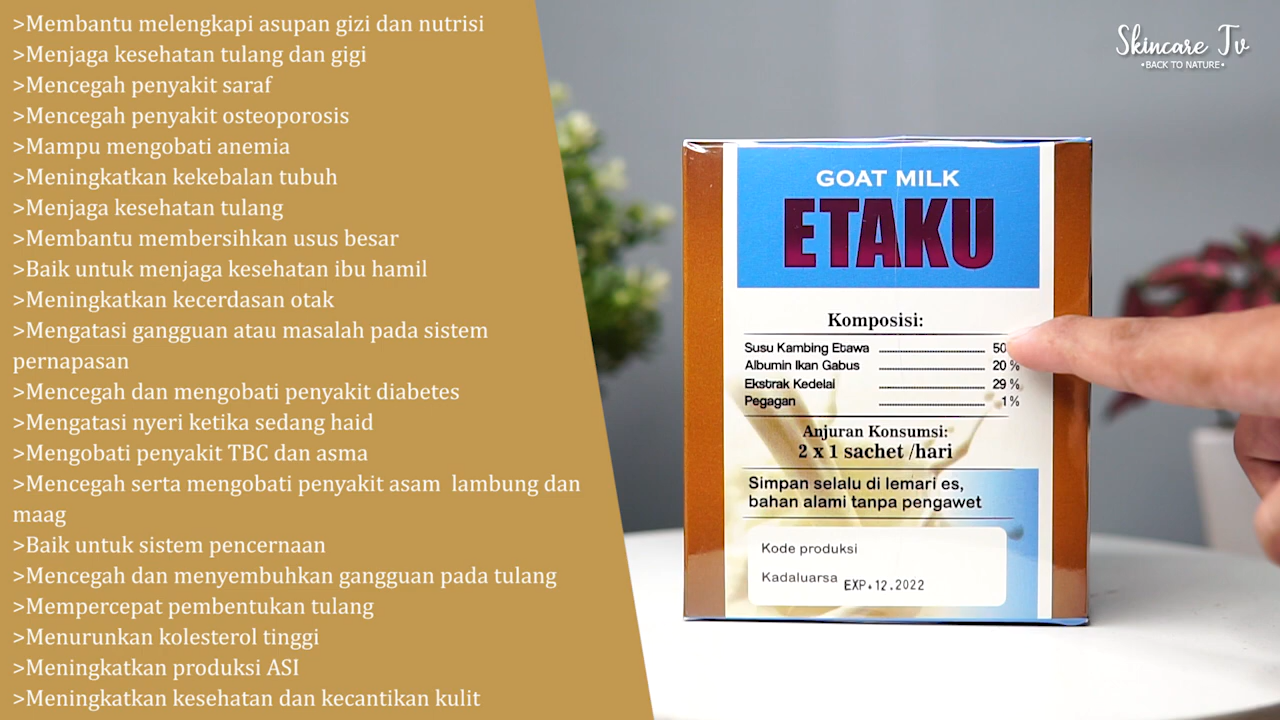 >Membantu melengkapi asupan gizi dan nutrisi
>Menjaga kesehatan tulang dan gigi
>Mencegah penyakit saraf
>Mencegah penyakit osteoporosis
>Mampu mengobati anemia
>Meningkatkan kekebalan tubuh
>Menjaga kesehatan tulang
>Membantu membersihkan usus besar
>Baik untuk menjaga kesehatan ibu hamil
>Meningkatkan kecerdasan otak
>Mengatasi gangguan atau masalah pada sistem
pernapasan
>Mencegah dan mengobati penyakit diabetes
>Mengatasi nyeri ketika sedang haid
>Mengobati penyakit TBC dan asma
>Mencegah serta mengobati penyakit asam  lambung dan
maag
>Baik untuk sistem pencernaan
>Mencegah dan menyembuhkan gangguan pada tulang
>Mempercepat pembentukan tulang
>Menurunkan kolesterol tinggi
>Meningkatkan produksi ASI
>Meningkatkan kesehatan dan kecantikan kulit
Skincare Tv
•BACK TO NATURE•
GOAT MILK
ETAKU
Komposisi:
Susu Kambing Etawa 50
Albumin Ikan Gabus 20 %
Ekstrak Kedelai 29 %
Pegagan 1 %
Anjuran Konsumsi:
2 x 1 sachet /hari
Simpan selalu di lemari es,
bahan alami tanpa pengawet
Kode produksi
Kadaluarsa EXP.12.2022